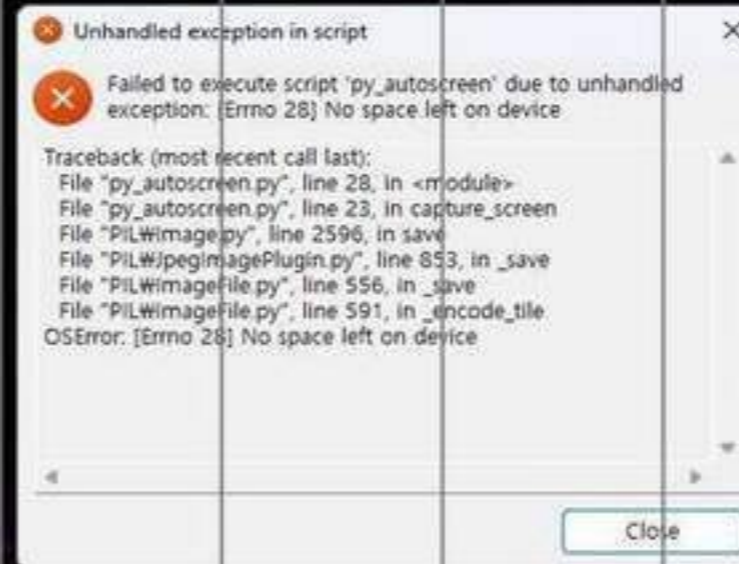 Unhandled exception in script
Failed to execute script 'py_autoscreen' due to unhandled
exception: [Errno 28] No space left on device
Traceback (most recent call last):
File "py_autoscreen.py", line 28, in <module>
File "py_autoscreen.py", line 23, in capture_screen
File "PIL₩Image.py", line 2596, in save
File "PIL₩JpegImagePlugin.py", line 853, in _save
File "PIL₩ImageFile.py", line 556, in _save
File "PIL₩ImageFile.py", line 591, in _encode_tile
OSError: [Errno 28] No space left on device
Close